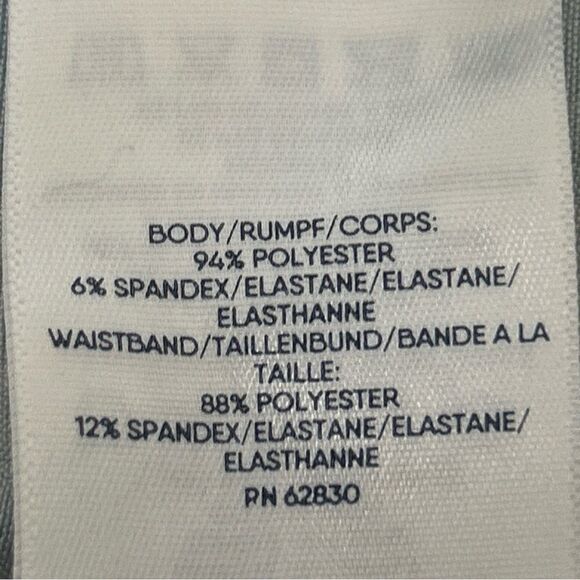 BODY/RUMPF/CORPS:
94% POLYESTER
6% SPANDEX/ELASTANE/ELASTANE/
ELASTHANNE
WAISTBAND/TAILLENBUND/BANDE A LA
TAILLE:
88% POLYESTER
12% SPANDEX/ELASTANE/ELASTANE/
ELASTHANNE
RN 62830